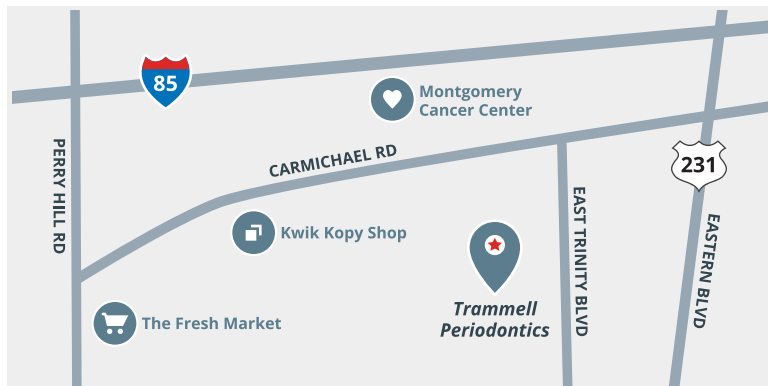 85
Montgomery
Cancer Center
CARMICHAEL RD
PERRY HILL RD
231
Kwik Kopy Shop
EAST TRINITY BLVD
EASTERN BLVD
The Fresh Market
Trammell
Periodontics